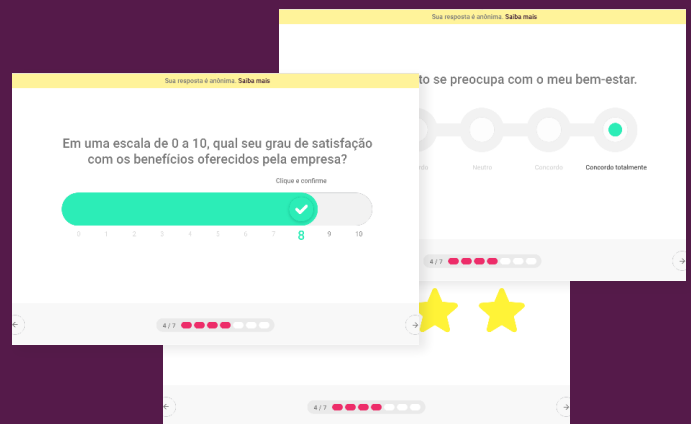 Sua resposta é anônima. Saiba mais
to se preocupa com o meu bem-estar.
Neutro
Concordo
Concordo totalmente
4 / 7
Sua resposta é anônima. Saiba mais
Em uma escala de 0 a 10, qual seu grau de satisfação
com os benefícios oferecidos pela empresa?
Clique e confirme
0 1 2 3 4 5 6 7 8 9 10
4 / 7
4 / 7